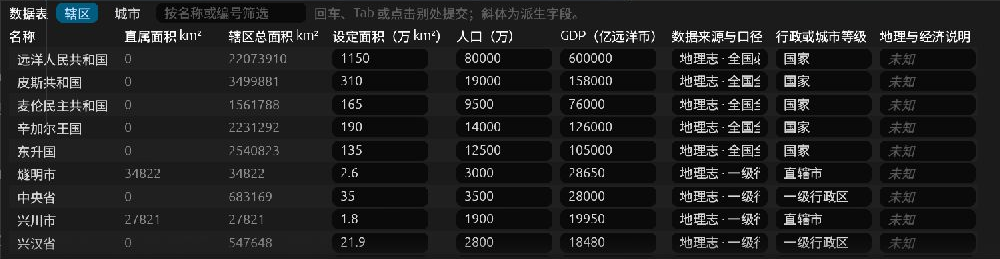 数据表 辖区 城市 按名称或编号筛选 回车、Tab 或点击别处提交；斜体为派生字段。
名称 直属面积 km² 辖区总面积 km² 设定面积（万 km²） 人口（万） GDP（亿远洋币） 数据来源与口径 行政或城市等级 地理与经济说明
远洋人民共和国 0 22073910 1150 80000 600000 地理志 · 全国 国家 未知
皮斯共和国 0 3499881 310 19000 158000 地理志 · 全国 国家 未知
麦伦民主共和国 0 1561788 165 9500 76000 地理志 · 全国 国家 未知
辛加尔王国 0 2231292 190 14000 126000 地理志 · 全国 国家 未知
东升国 0 2540823 135 12500 105000 地理志 · 全国 国家 未知
燧明市 34822 34822 2.6 3000 28650 地理志 · 一级 直辖市 未知
中央省 0 683169 35 3500 28000 地理志 · 一级 一级行政区 未知
兴川市 27821 27821 1.8 1900 19950 地理志 · 一级 直辖市 未知
兴汉省 0 547648 21.9 2800 18480 地理志 · 一级 一级行政区 未知